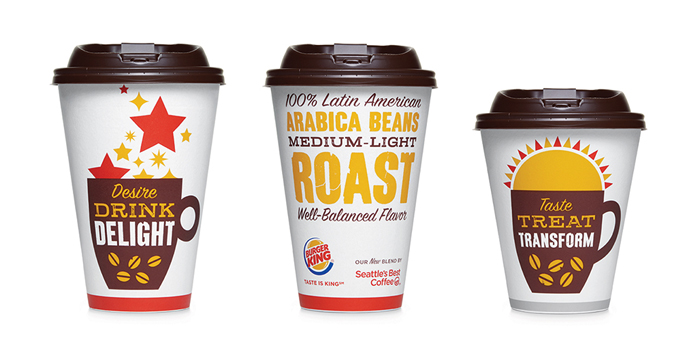 Desire
DRINK
DELIGHT
100% Latin American
ARABICA BEANS
MEDIUM-LIGHT
ROAST
Well-Balanced Flavor
BURGER
KING
TASTE IS KING℠
OUR New BLEND BY
Seattle's Best
Coffee
Taste
TREAT
TRANSFORM